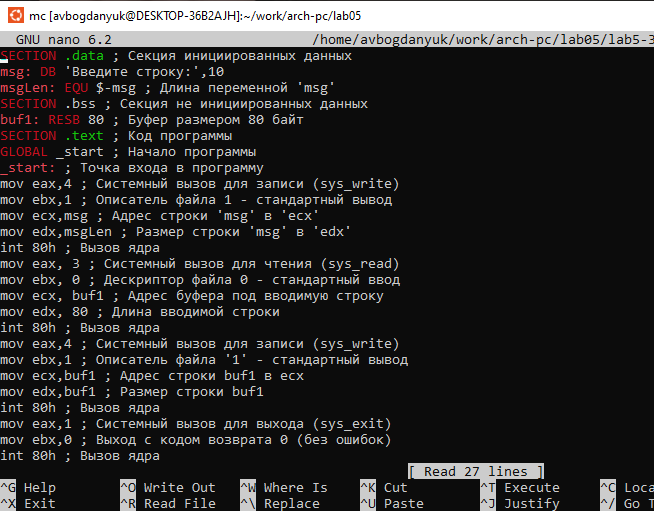 mc [avbogdanyuk@DESKTOP-36B2AJH]:~/work/arch-pc/lab05
GNU nano 6.2 /home/avbogdanyuk/work/arch-pc/lab05/lab5-3
SECTION .data ; Секция инициированных данных
msg: DB 'Введите строку:',10
msgLen: EQU $-msg ; Длина переменной 'msg'
SECTION .bss ; Секция не инициированных данных
buf1: RESB 80 ; Буфер размером 80 байт
SECTION .text ; Код программы
GLOBAL _start ; Начало программы
_start: ; Точка входа в программу
mov eax,4 ; Системный вызов для записи (sys_write)
mov ebx,1 ; Описатель файла 1 - стандартный вывод
mov ecx,msg ; Адрес строки 'msg' в 'ecx'
mov edx,msgLen ; Размер строки 'msg' в 'edx'
int 80h ; Вызов ядра
mov eax, 3 ; Системный вызов для чтения (sys_read)
mov ebx, 0 ; Дескриптор файла 0 - стандартный ввод
mov ecx, buf1 ; Адрес буфера под вводимую строку
mov edx, 80 ; Длина вводимой строки
int 80h ; Вызов ядра
mov eax,4 ; Системный вызов для записи (sys_write)
mov ebx,1 ; Описатель файла '1' - стандартный вывод
mov ecx,buf1 ; Адрес строки buf1 в ecx
mov edx,buf1 ; Размер строки buf1
int 80h ; Вызов ядра
mov eax,1 ; Системный вызов для выхода (sys_exit)
mov ebx,0 ; Выход с кодом возврата 0 (без ошибок)
int 80h ; Вызов ядра
[ Read 27 lines ]
^G Help ^O Write Out ^W Where Is ^K Cut ^T Execute ^C Loca
^X Exit ^R Read File ^\ Replace ^U Paste ^J Justify ^/ Go T